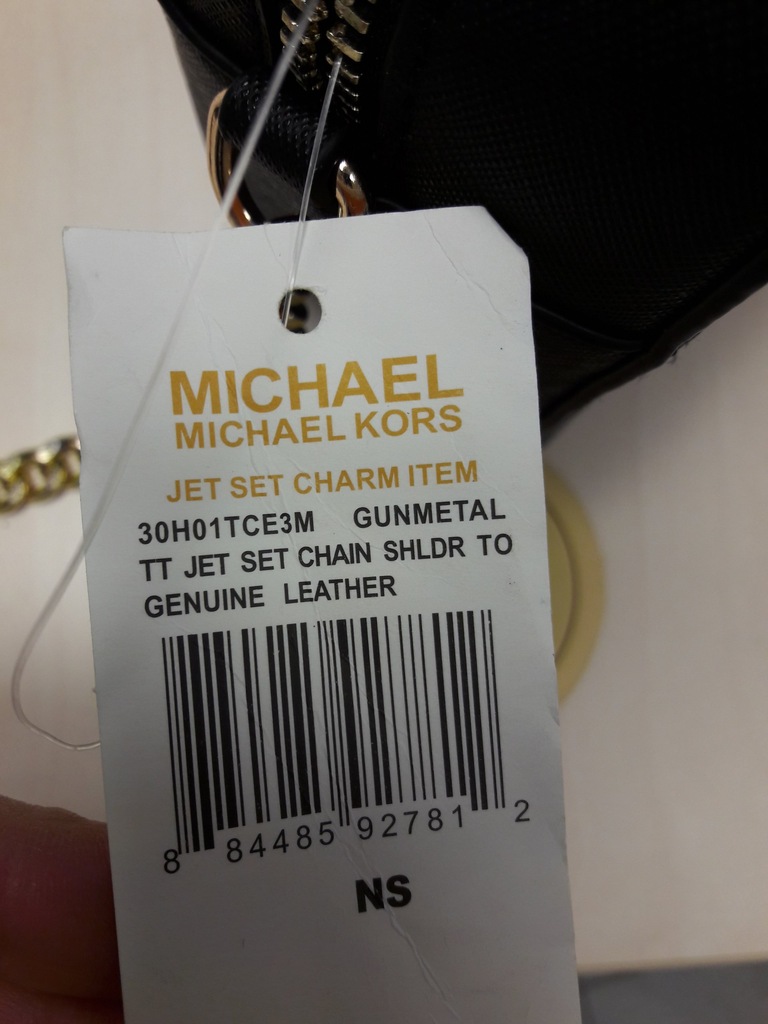 MICHAEL
MICHAEL KORS
JET SET CHARM ITEM
30H01TCE3M GUNMETAL
TT JET SET CHAIN SHLDR TO
GENUINE LEATHER
8 84485 92781 2
NS